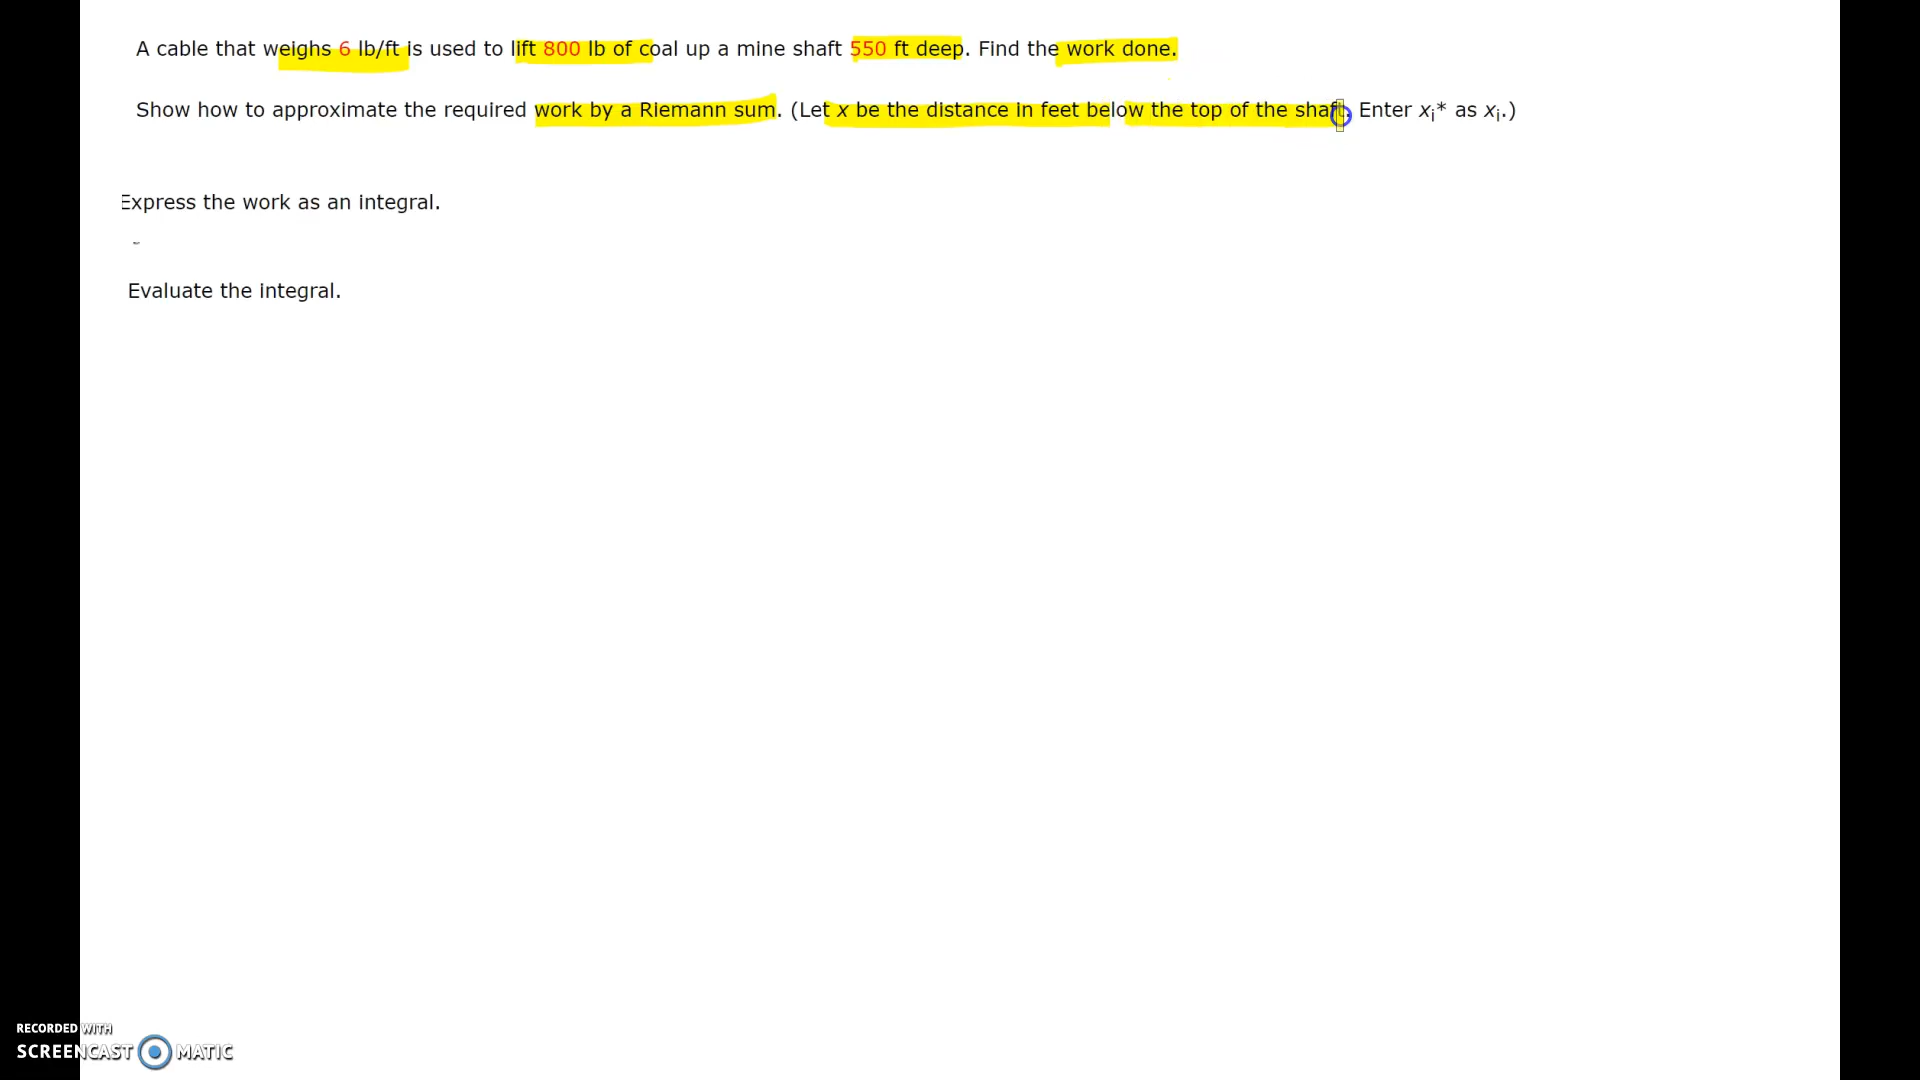 A cable that weighs 6 lb/ft is used to lift 800 lb of coal up a mine shaft 550 ft deep. Find the work done.
Show how to approximate the required work by a Riemann sum. (Let x be the distance in feet below the top of the shaft. Enter xᵢ* as xᵢ.)
Express the work as an integral.
Evaluate the integral.
RECORDED WITH
SCREENCAST MATIC